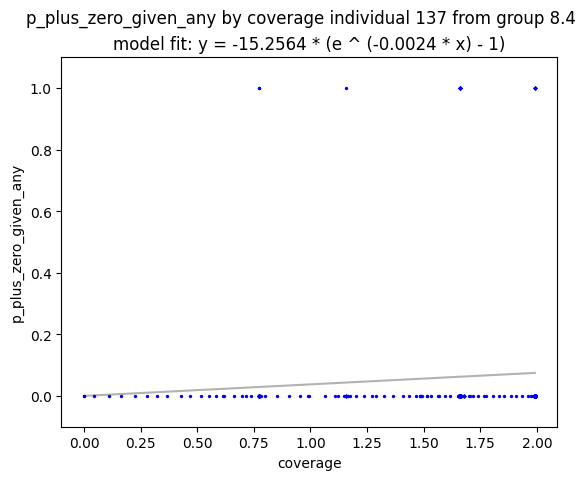 p_plus_zero_given_any by coverage individual 137 from group 8.4
model fit: y = -15.2564 * (e ^ (-0.0024 * x) - 1)
1.0
0.8
0.6
0.4
0.2
0.0
p_plus_zero_given_any
0.00 0.25 0.50 0.75 1.00 1.25 1.50 1.75 2.00
coverage